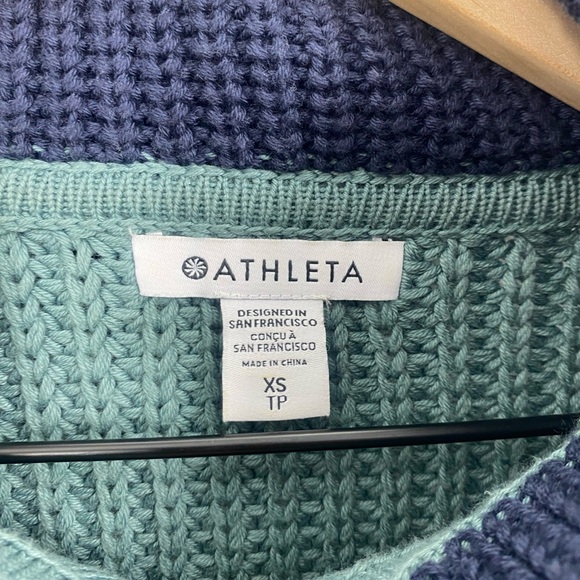 ATHLETA
DESIGNED IN
SAN FRANCISCO
CONÇU À
SAN FRANCISCO
MADE IN CHINA
XS
TP